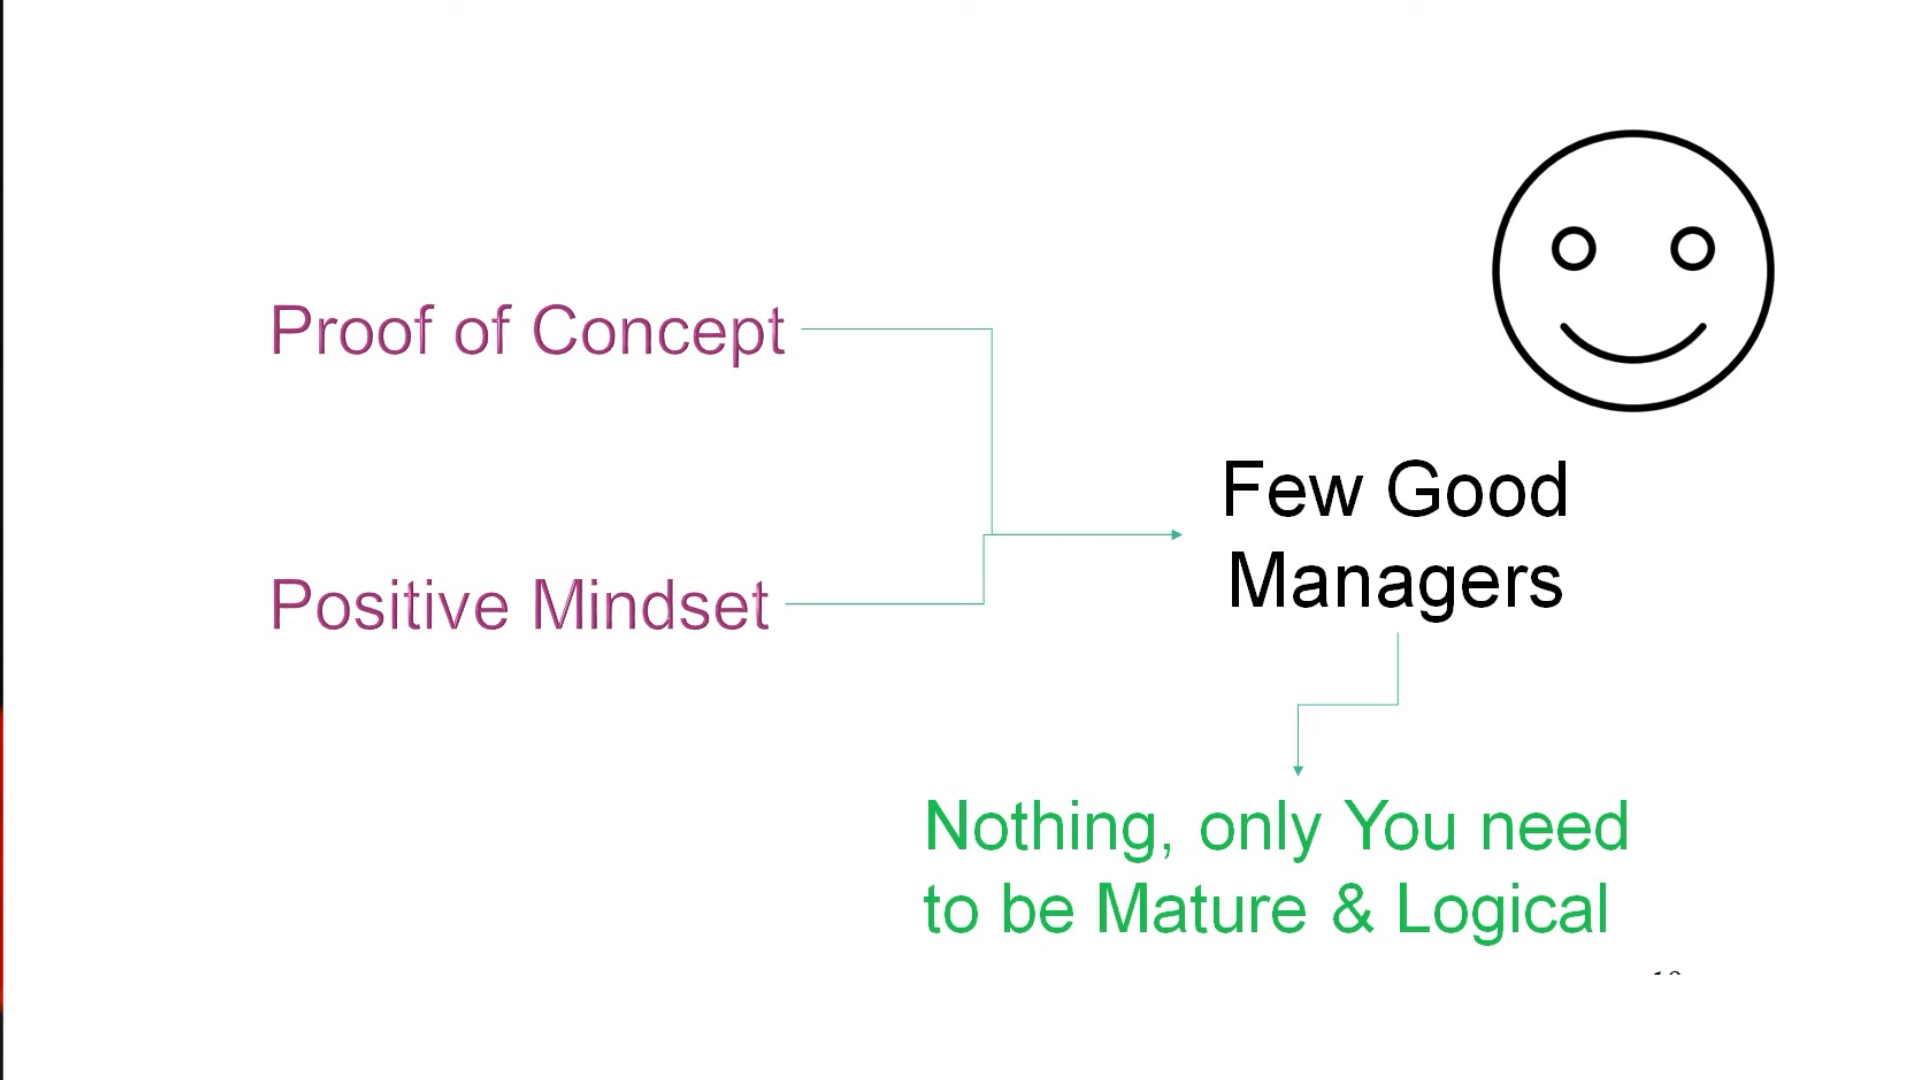 Proof of Concept
Positive Mindset
Few Good
Managers
Nothing, only You need
to be Mature & Logical